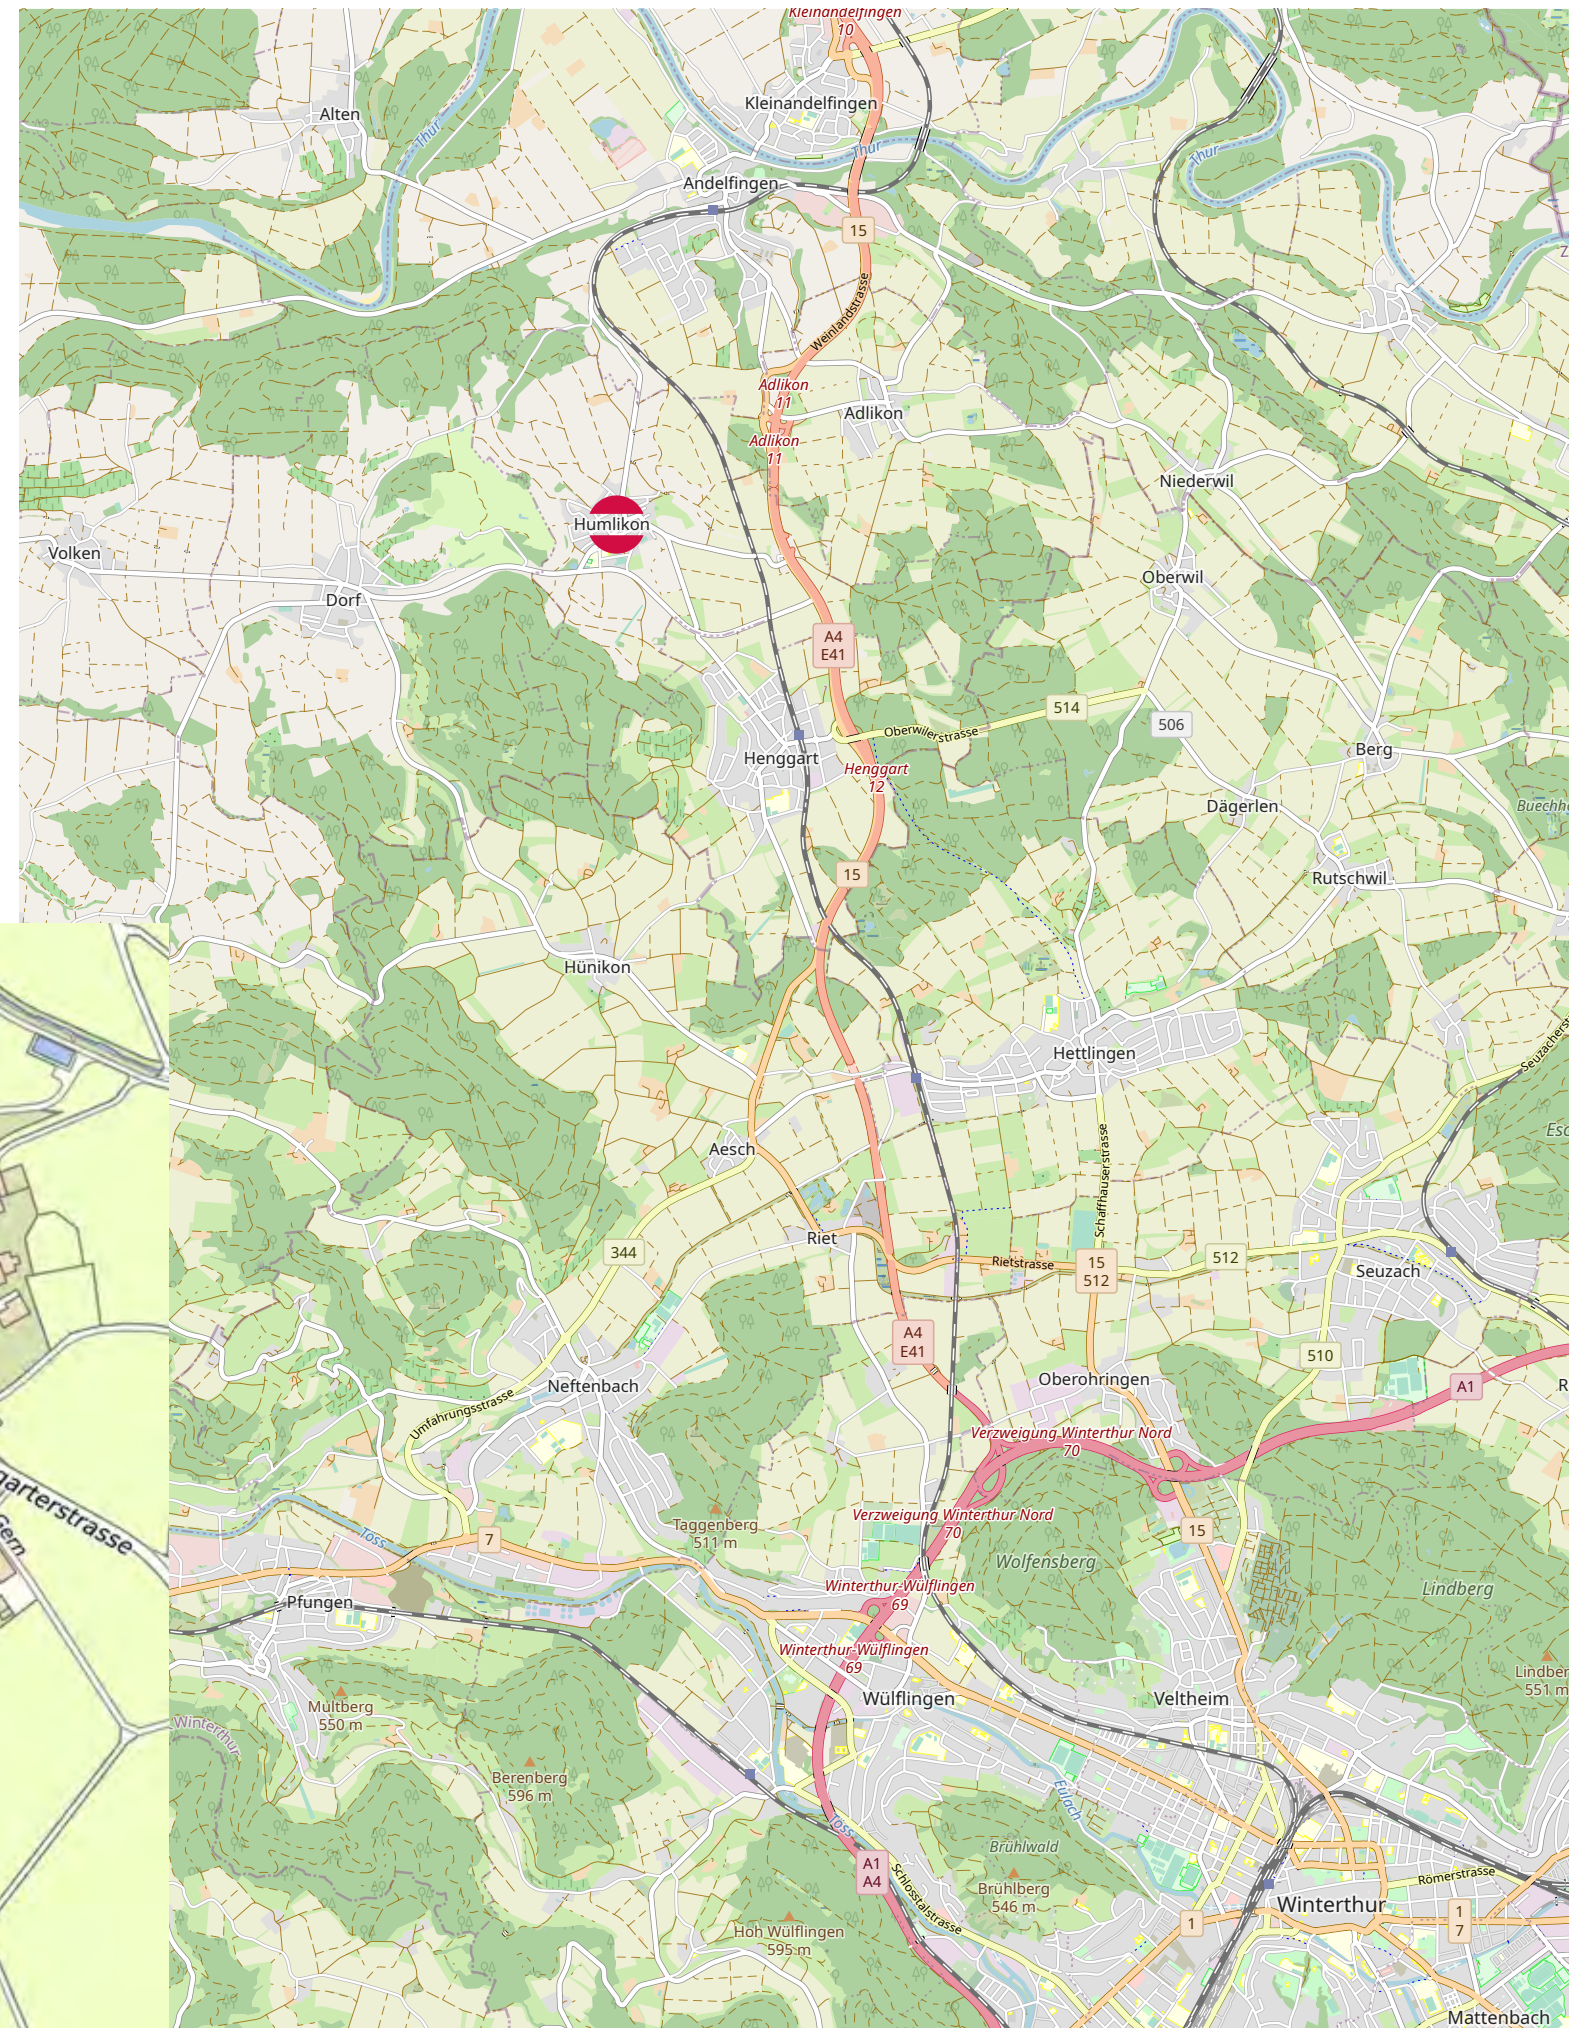 Kleinandelfingen
10
Kleinandelfingen
Alten
Thur
Thur
Thur
Andelfingen
15
Weinlandstrasse
Adlikon
11
Adlikon
Adlikon
11
Niederwil
Humlikon
Volken
Oberwil
Dorf
A4
E41
514
506
Oberwilerstrasse
Berg
Henggart
Henggart
12
Dägerlen
15
Rutschwil
Hünikon
Hettlingen
Seuzacherst
Aesch
Schaffhauserstrasse
Riet
344
Rietstrasse
15
512
512
Seuzach
A4
E41
510
Oberohringen
A1
Neftenbach
Umfahrungsstrasse
Verzweigung Winterthur Nord
70
garterstrasse
Gern
Töss
7
Taggenberg
511 m
Verzweigung Winterthur Nord
70
15
Wolfensberg
Winterthur-Wülflingen
69
Lindberg
Pfungen
Winterthur-Wülflingen
69
Lindber
551 m
Multberg
550 m
Wülflingen
Veltheim
Winterthur
Berenberg
596 m
Eulach
Töss
Brühlwald
A1
A4
Schlosstalstrasse
Brühlberg
546 m
Römerstrasse
Winterthur
Hoh Wülflingen
595 m
1
1
7
Mattenbach